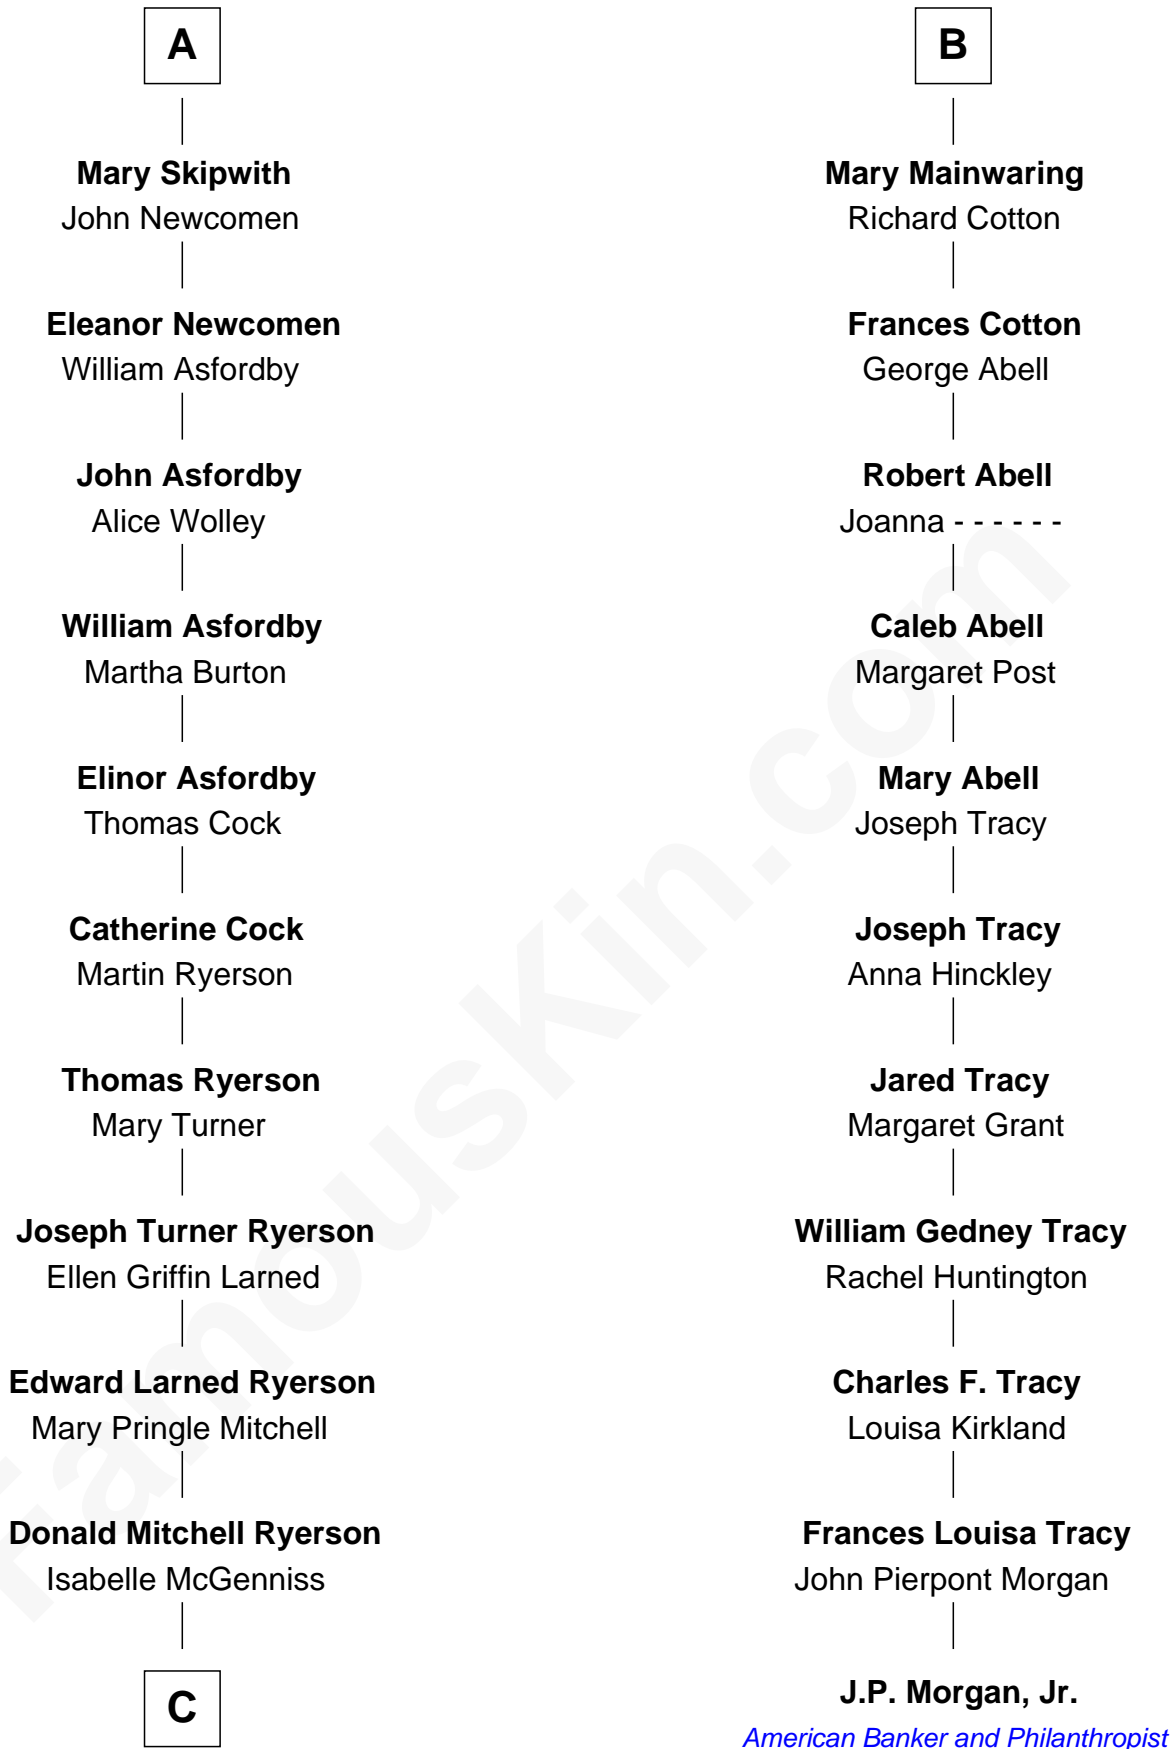 A
Mary Skipwith
John Newcomen
Eleanor Newcomen
William Asfordby
John Asfordby
Alice Wolley
William Asfordby
Martha Burton
Elinor Asfordby
Thomas Cock
Catherine Cock
Martin Ryerson
Thomas Ryerson
Mary Turner
Joseph Turner Ryerson
Ellen Griffin Larned
Edward Larned Ryerson
Mary Pringle Mitchell
Donald Mitchell Ryerson
Isabelle McGenniss
C
B
Mary Mainwaring
Richard Cotton
Frances Cotton
George Abell
Robert Abell
Joanna - - - - - -
Caleb Abell
Margaret Post
Mary Abell
Joseph Tracy
Joseph Tracy
Anna Hinckley
Jared Tracy
Margaret Grant
William Gedney Tracy
Rachel Huntington
Charles F. Tracy
Louisa Kirkland
Frances Louisa Tracy
John Pierpont Morgan
J.P. Morgan, Jr.
American Banker and Philanthropist
FamousKin.com